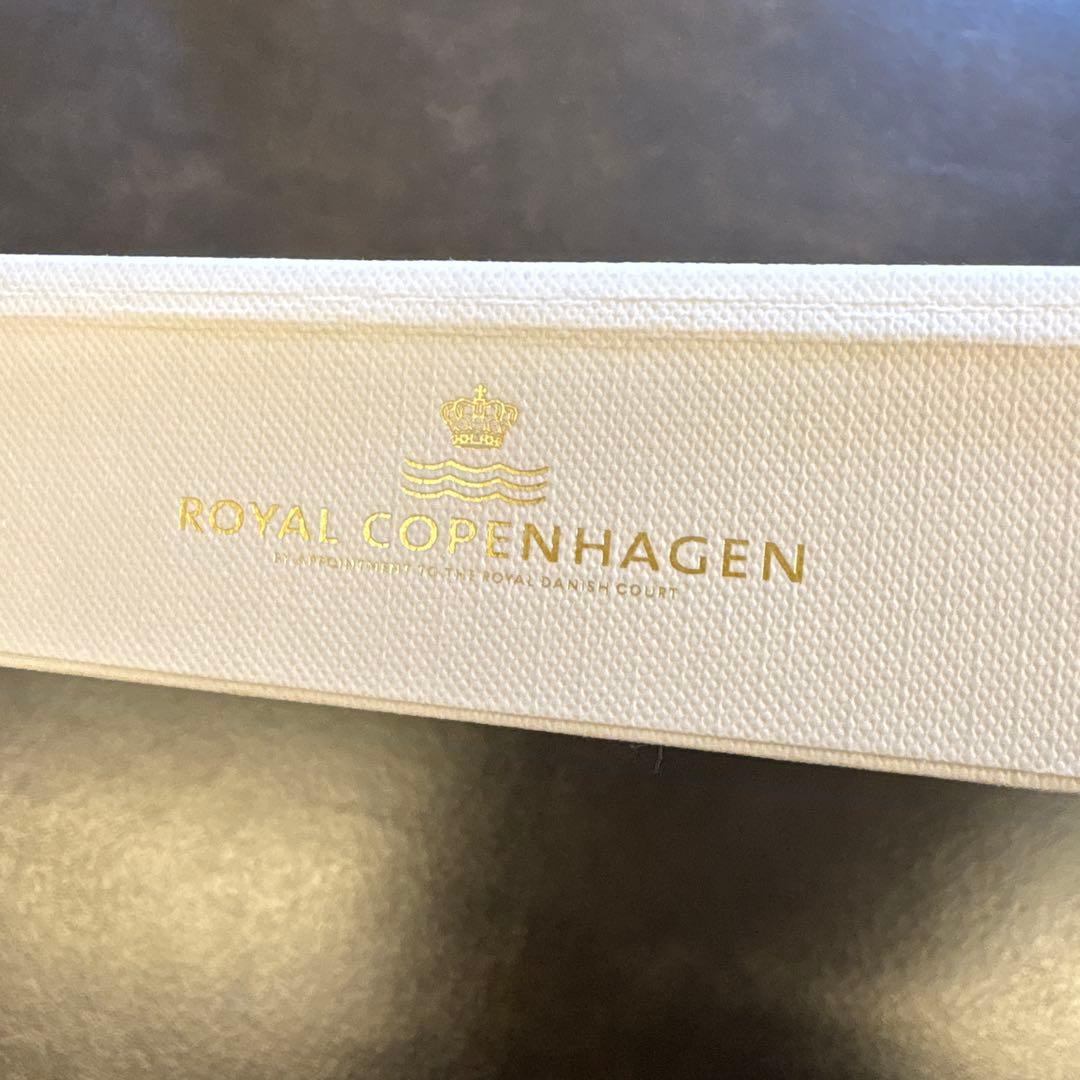 ROYAL COPENHAGEN
BY APPOINTMENT TO THE ROYAL DANISH COURT